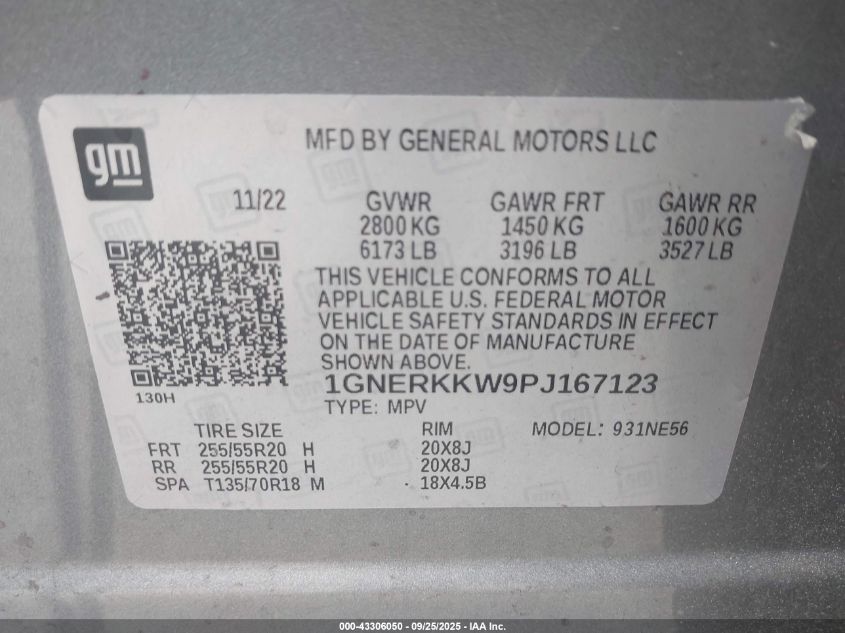 gm
MFD BY GENERAL MOTORS LLC
11/22 GVWR GAWR FRT GAWR RR
2800 KG 1450 KG 1600 KG
6173 LB 3196 LB 3527 LB
THIS VEHICLE CONFORMS TO ALL
APPLICABLE U.S. FEDERAL MOTOR
VEHICLE SAFETY STANDARDS IN EFFECT
ON THE DATE OF MANUFACTURE
SHOWN ABOVE.
1GNERKKW9PJ167123
130H
TYPE: MPV
TIRE SIZE RIM MODEL: 931NE56
FRT 255/55R20 H 20X8J
RR 255/55R20 H 20X8J
SPA T135/70R18 M 18X4.5B
000-43306050 - 09/25/2025 - IAA Inc.